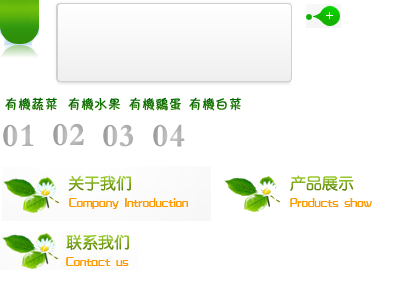 有機蔬菜 有機水果 有機鷄蛋 有機白菜
01 02 03 04
关于我们
Company Introduction
产品展示
Products show
联系我们
Contact us